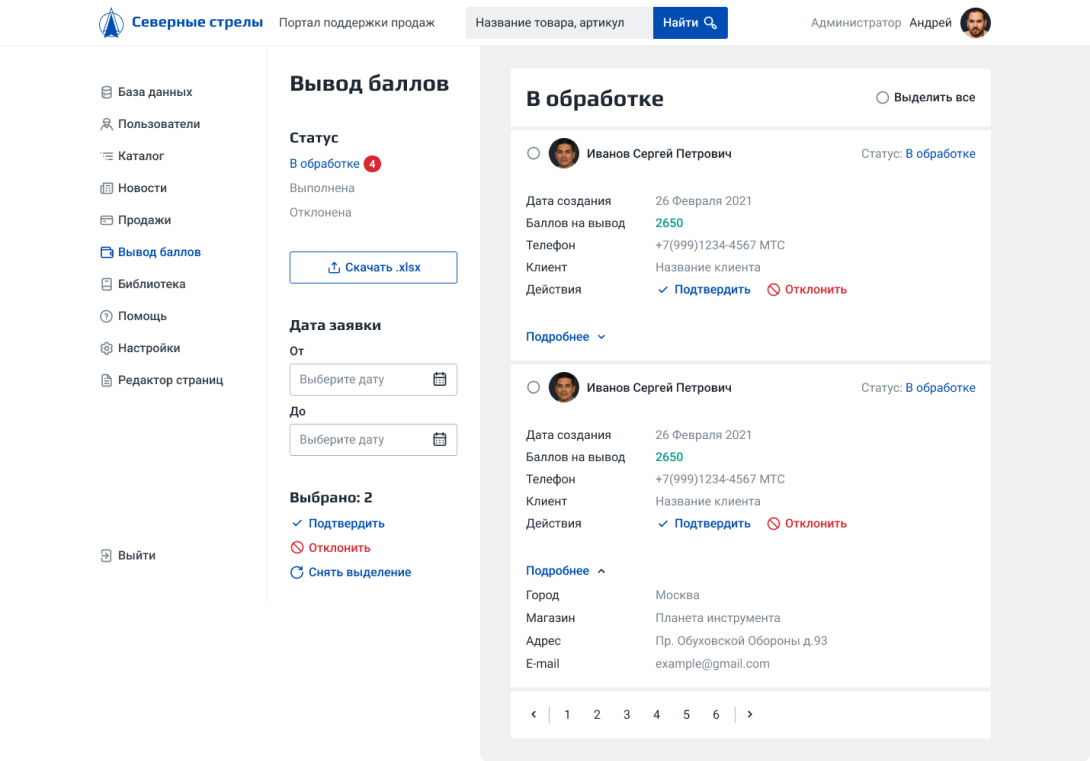 Северные стрелы
Портал поддержки продаж
Название товара, артикул
Найти
Администратор Андрей
База данных
Пользователи
Каталог
Новости
Продажи
Вывод баллов
Библиотека
Помощь
Настройки
Редактор страниц
Выйти
Вывод баллов
Статус
В обработке 4
Выполнена
Отклонена
Скачать .xlsx
Дата заявки
От
Выберите дату
До
Выберите дату
Выбрано: 2
Подтвердить
Отклонить
Снять выделение
В обработке
Выделить все
Иванов Сергей Петрович
Статус: В обработке
Дата создания 26 Февраля 2021
Баллов на вывод 2650
Телефон +7(999)1234-4567 МТС
Клиент Название клиента
Действия Подтвердить Отклонить
Подробнее
Иванов Сергей Петрович
Статус: В обработке
Дата создания 26 Февраля 2021
Баллов на вывод 2650
Телефон +7(999)1234-4567 МТС
Клиент Название клиента
Действия Подтвердить Отклонить
Подробнее
Город Москва
Магазин Планета инструмента
Адрес Пр. Обуховской Обороны д.93
E-mail example@gmail.com
1 2 3 4 5 6